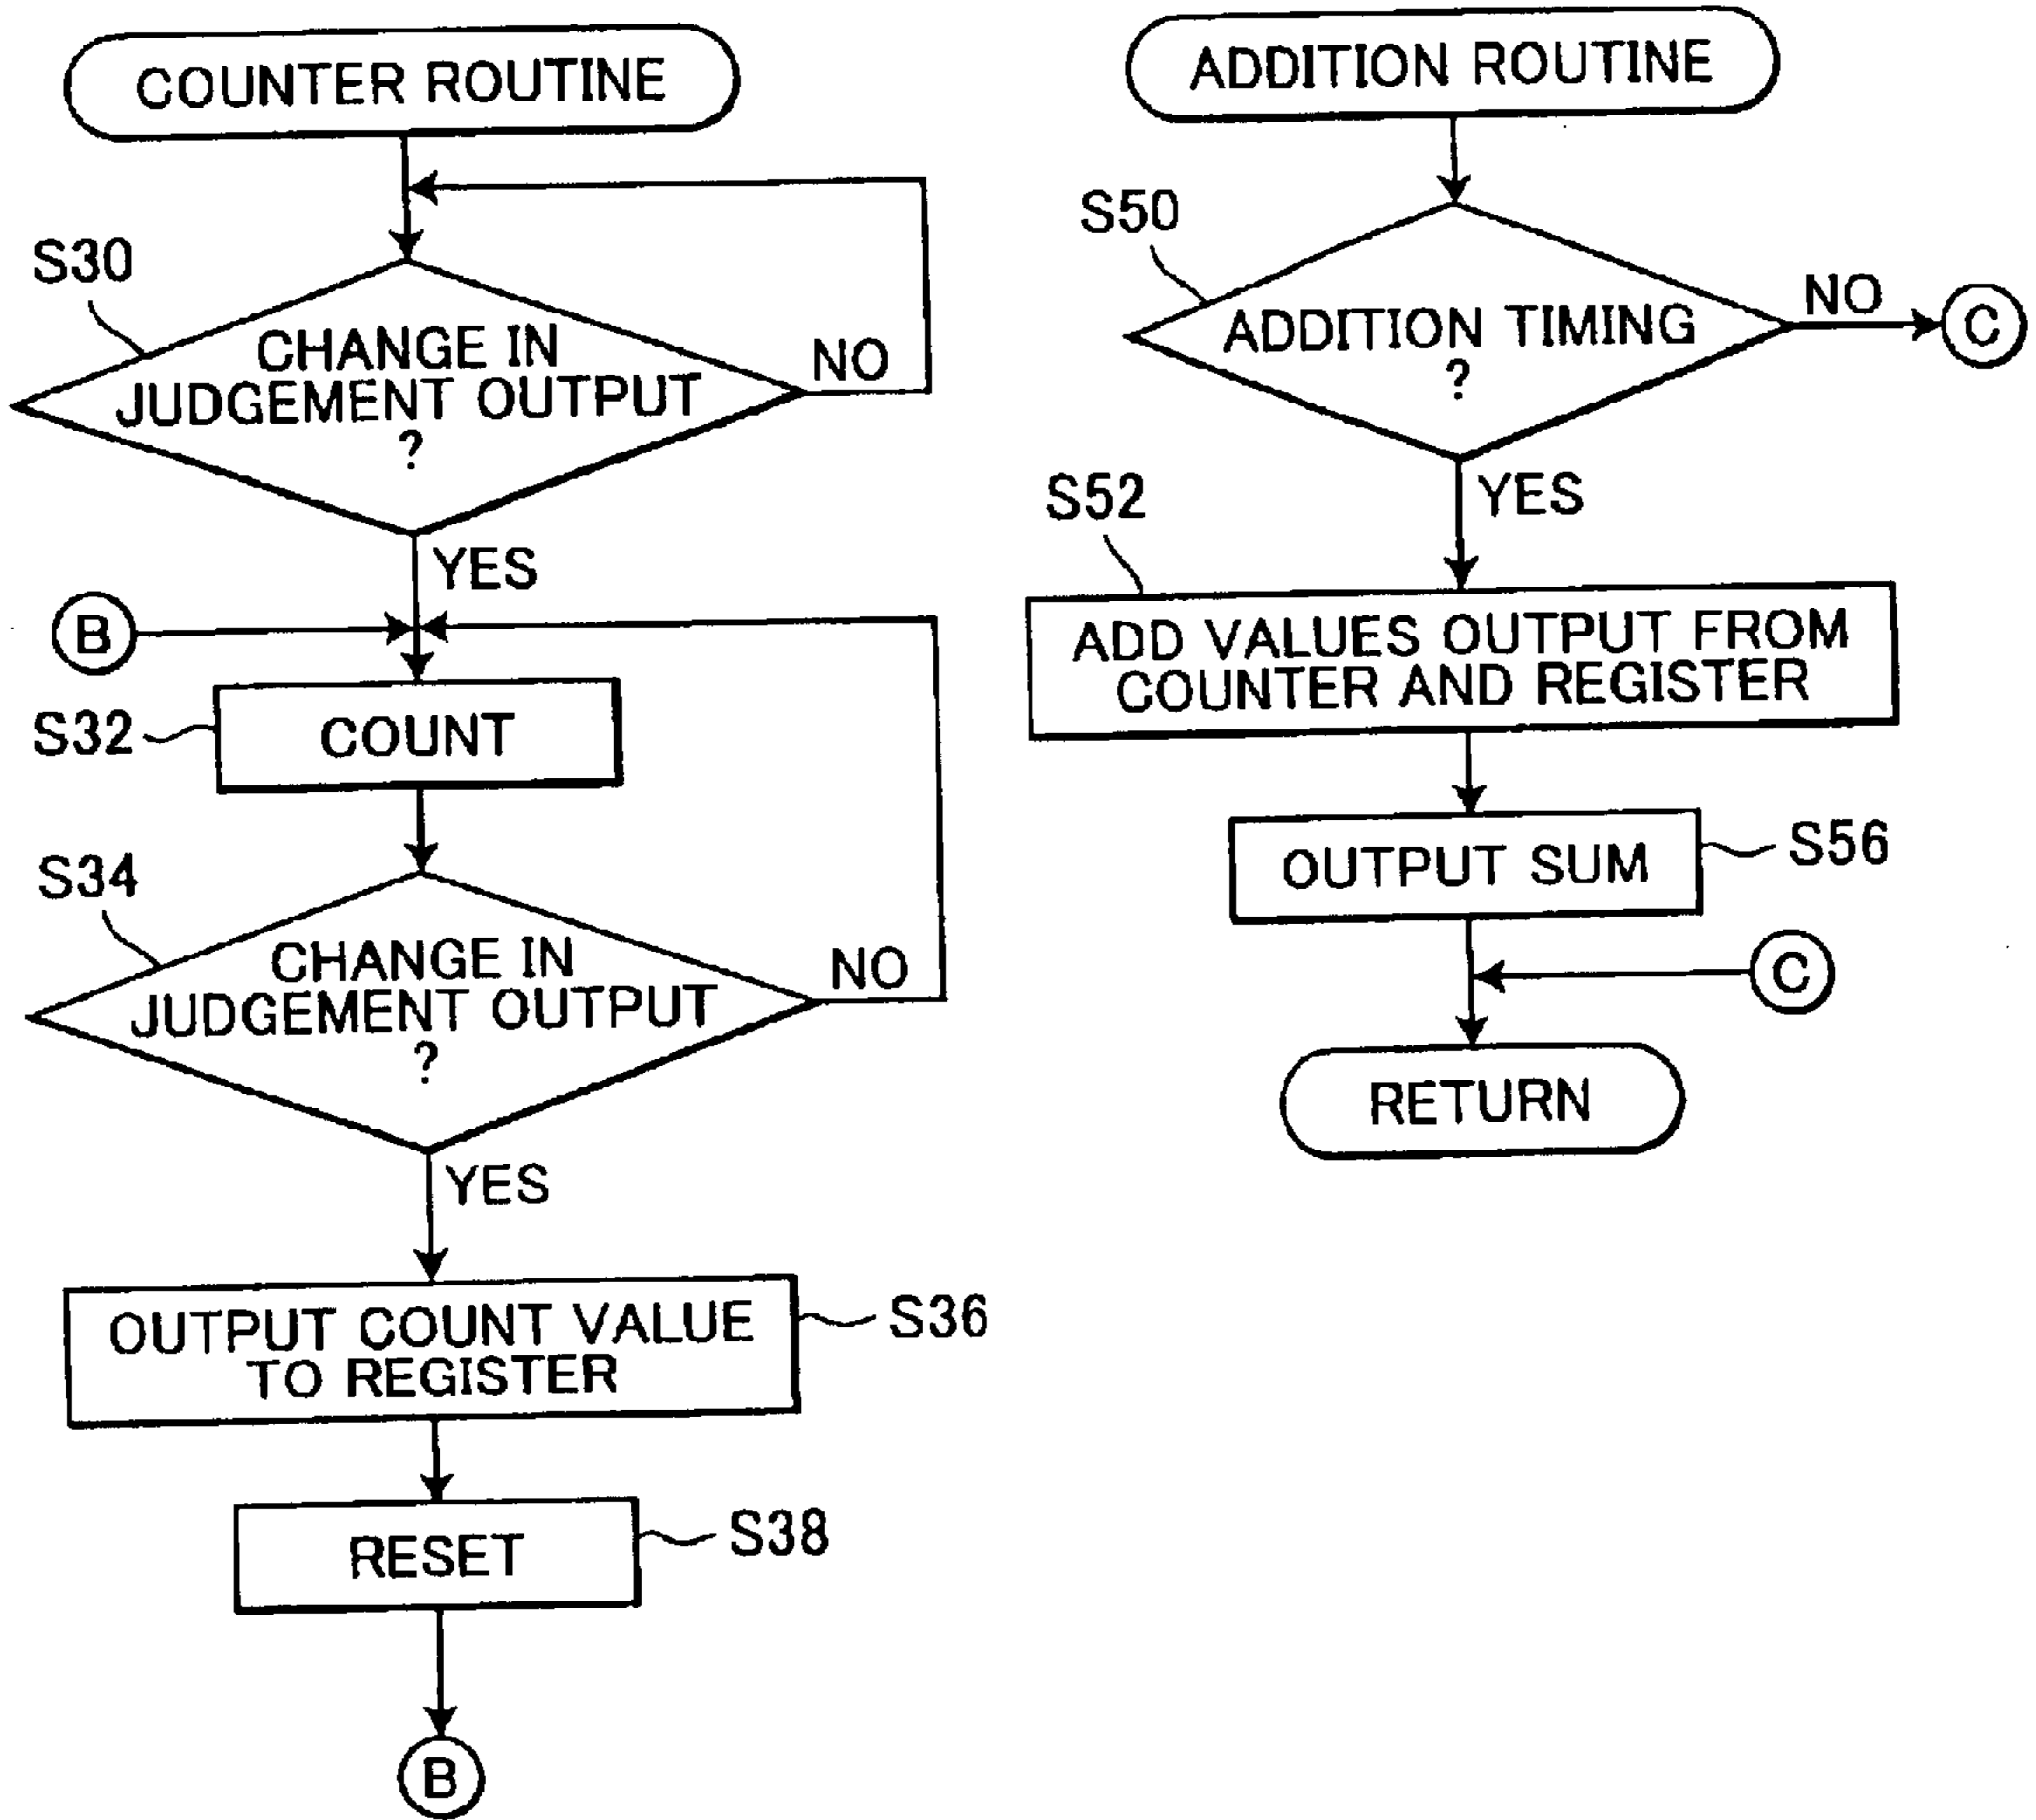 COUNTER ROUTINE
S30
CHANGE IN
JUDGEMENT OUTPUT
?
NO
YES
B
S32
COUNT
S34
CHANGE IN
JUDGEMENT OUTPUT
?
NO
YES
OUTPUT COUNT VALUE
TO REGISTER
S36
RESET
S38
B
ADDITION ROUTINE
S50
ADDITION TIMING
?
NO
C
YES
S52
ADD VALUES OUTPUT FROM
COUNTER AND REGISTER
OUTPUT SUM
S56
C
RETURN